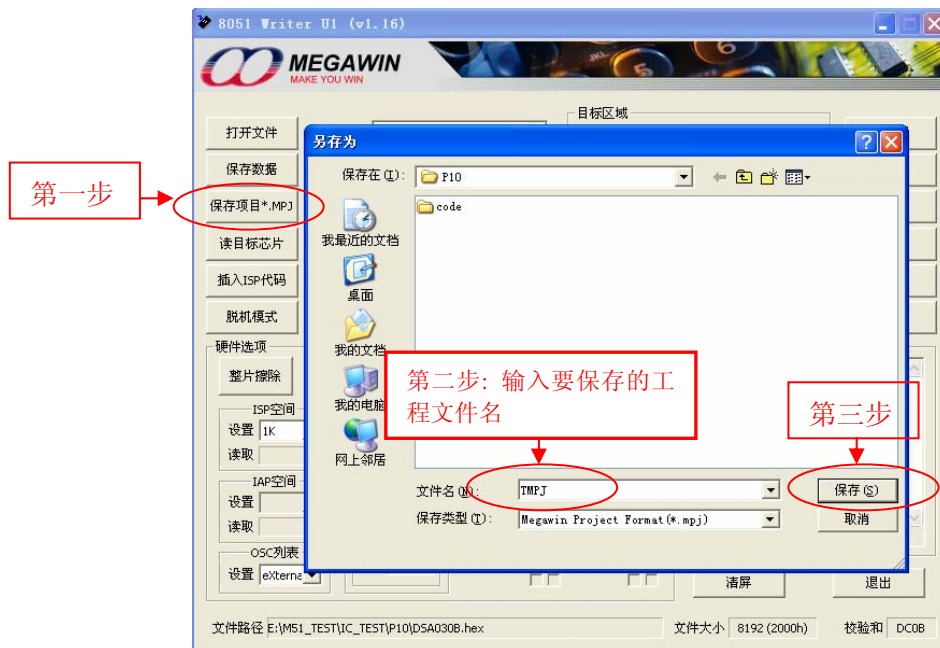 8051 Writer U1 (v1.16)
MEGAWIN
MAKE YOU WIN
目标区域
打开文件
保存数据
保存项目*.MPJ
读目标芯片
插入ISP代码
脱机模式
硬件选项
整片擦除
ISP空间
设置 1K
读取
IAP空间
设置
读取
OSC列表
设置 eXterna
第一步
另存为
保存在(I):
P10
code
我最近的文档
桌面
我的文档
我的电脑
网上邻居
第二步: 输入要保存的工
程文件名
第三步
文件名(N):
TMPJ
保存(S)
保存类型(T):
Megawin Project Format(*.mpj)
取消
清屏
退出
文件路径 E:\M51_TEST\IC_TEST\P10\DSA030B.hex
文件大小 8192 (2000h)
校验和 DC0B